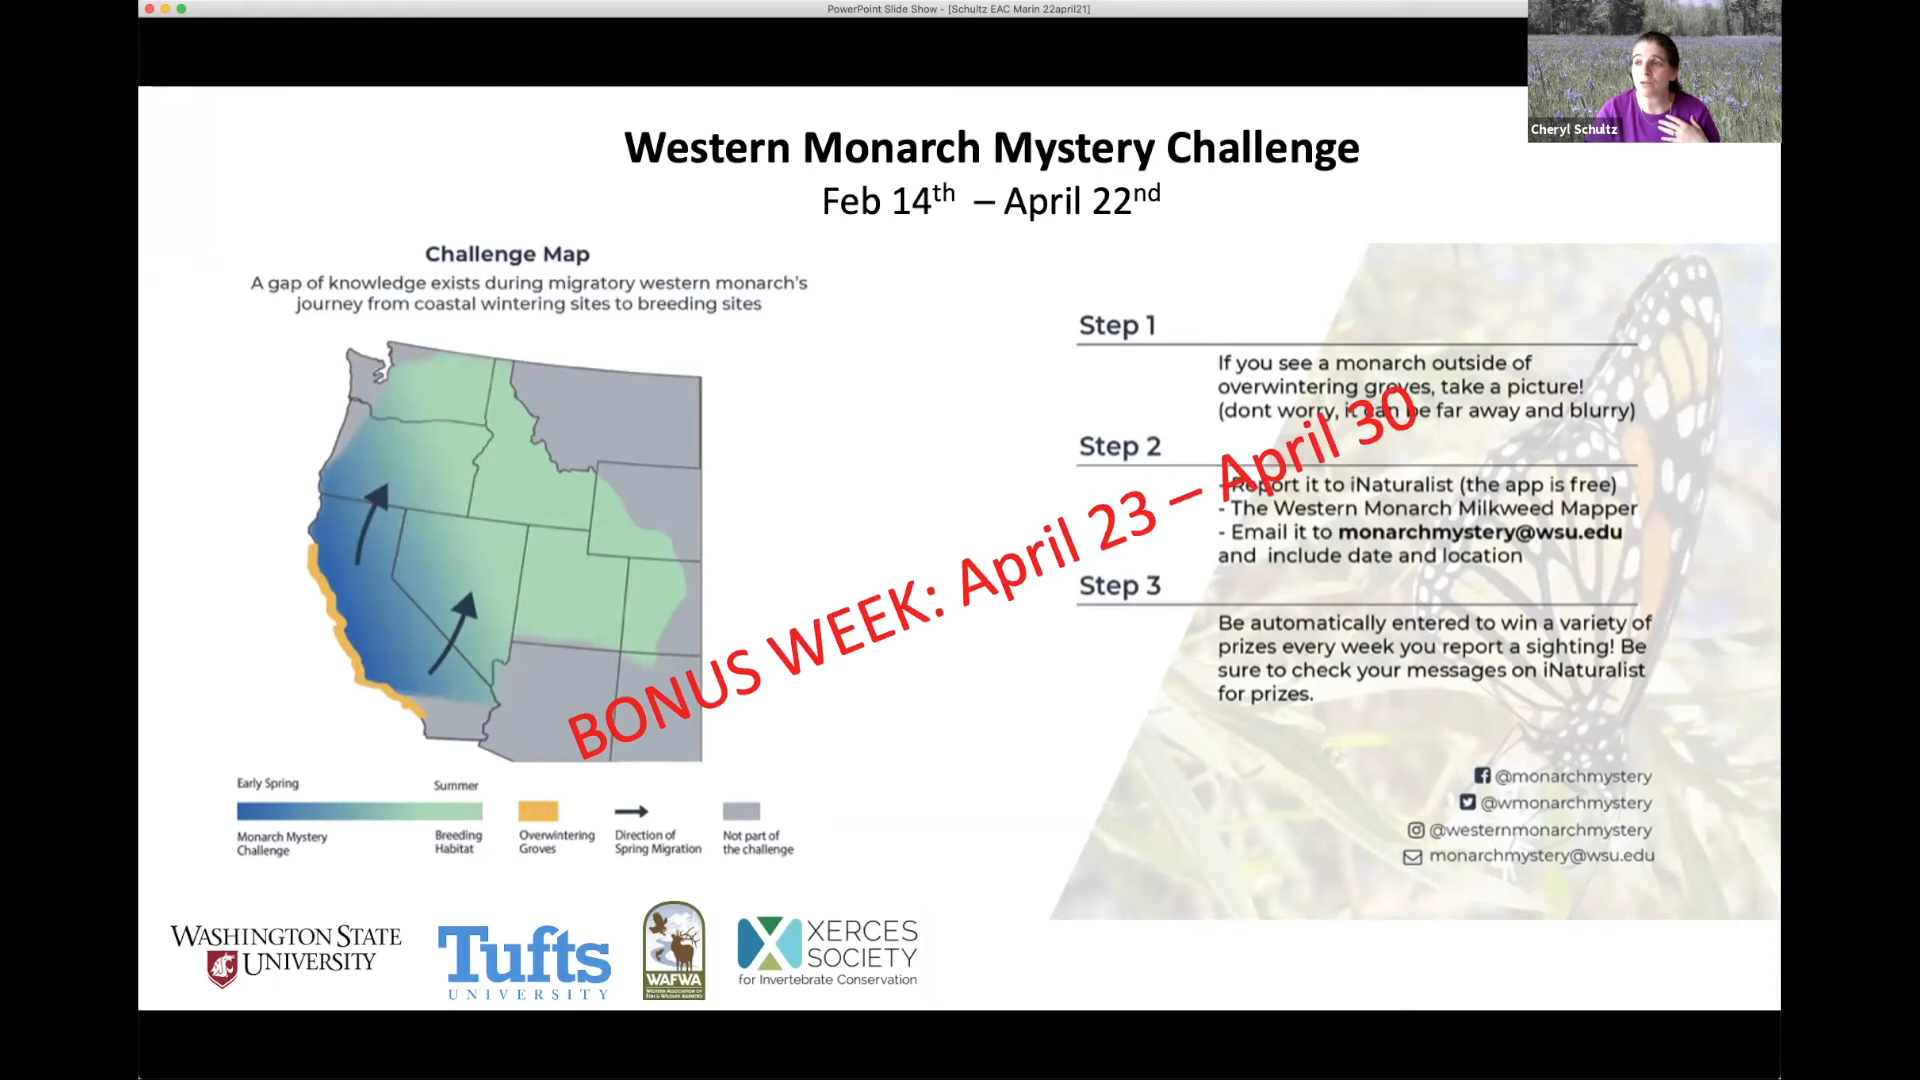 PowerPoint Slide Show - [Schultz EAC Marin 22april21]
Cheryl Schultz
Western Monarch Mystery Challenge
Feb 14th – April 22nd
Challenge Map
A gap of knowledge exists during migratory western monarch's
journey from coastal wintering sites to breeding sites
Step 1
If you see a monarch outside of
overwintering groves, take a picture!
(dont worry, it can be far away and blurry)
Step 2
- Report it to iNaturalist (the app is free)
- The Western Monarch Milkweed Mapper
- Email it to monarchmystery@wsu.edu
and include date and location
Step 3
Be automatically entered to win a variety of
prizes every week you report a sighting! Be
sure to check your messages on iNaturalist
for prizes.
BONUS WEEK: April 23 – April 30
@monarchmystery
@wmonarchmystery
@westernmonarchmystery
monarchmystery@wsu.edu
Early Spring
Summer
Monarch Mystery
Challenge
Breeding
Habitat
Overwintering
Groves
Direction of
Spring Migration
Not part of
the challenge
WASHINGTON STATE
UNIVERSITY
Tufts
UNIVERSITY
WAFWA
WESTERN ASSOCIATION OF
FISH & WILDLIFE AGENCIES
XERCES
SOCIETY
for Invertebrate Conservation